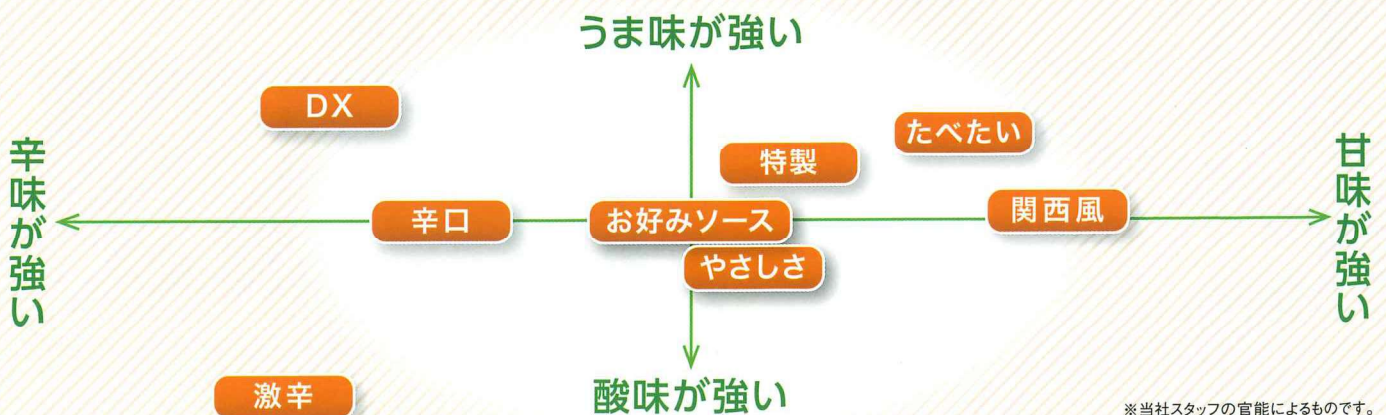 うま味が強い
DX
たべたい
特製
辛味が強い
甘味が強い
辛口
お好みソース
関西風
やさしさ
激辛
酸味が強い
※当社スタッフの官能によるものです。